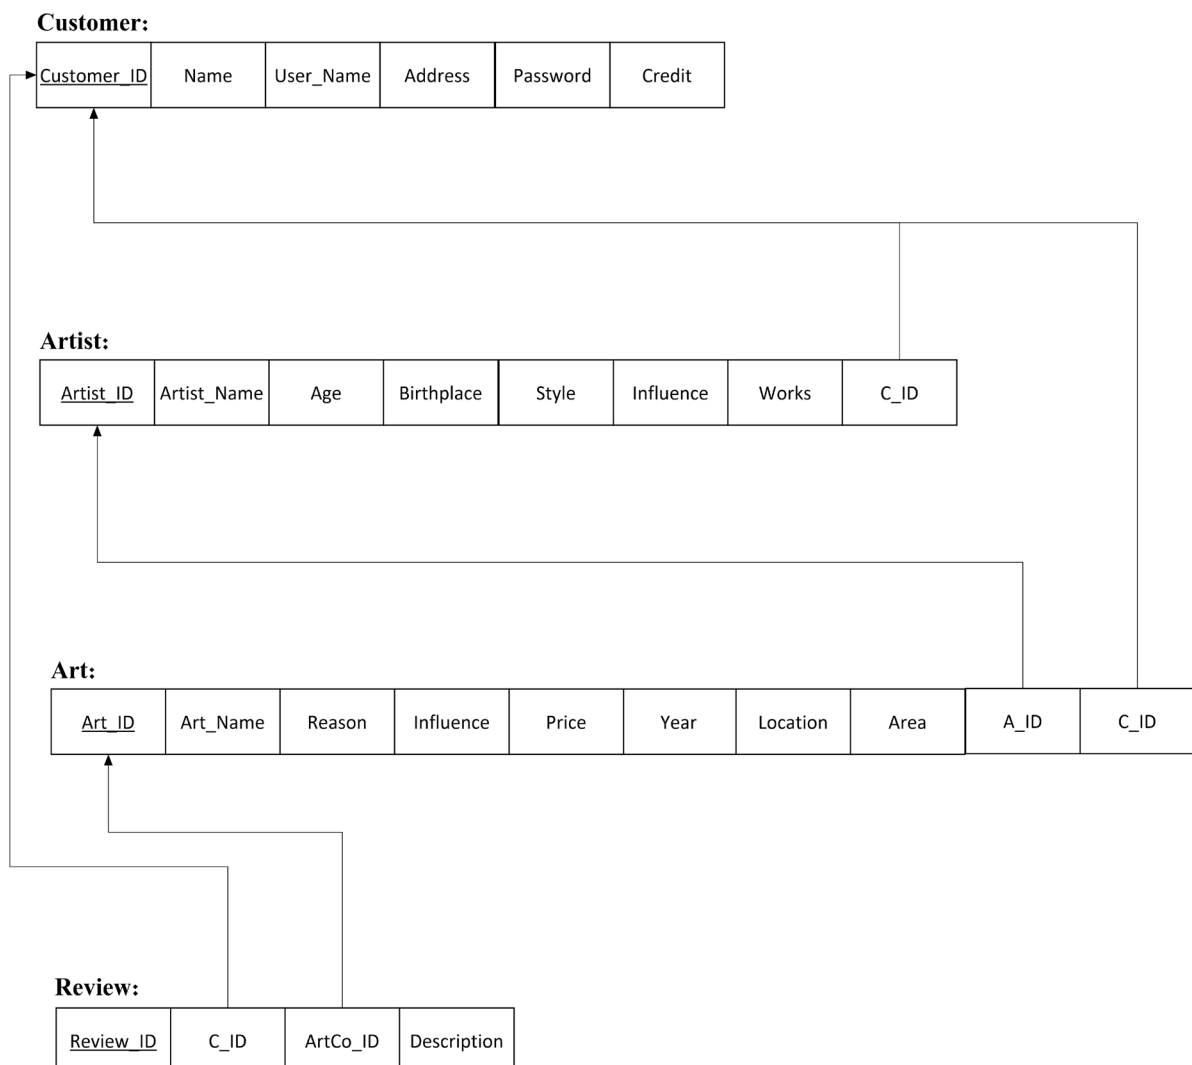 Customer:
Customer_ID Name User_Name Address Password Credit
Artist:
Artist_ID Artist_Name Age Birthplace Style Influence Works C_ID
Art:
Art_ID Art_Name Reason Influence Price Year Location Area A_ID C_ID
Review:
Review_ID C_ID ArtCo_ID Description